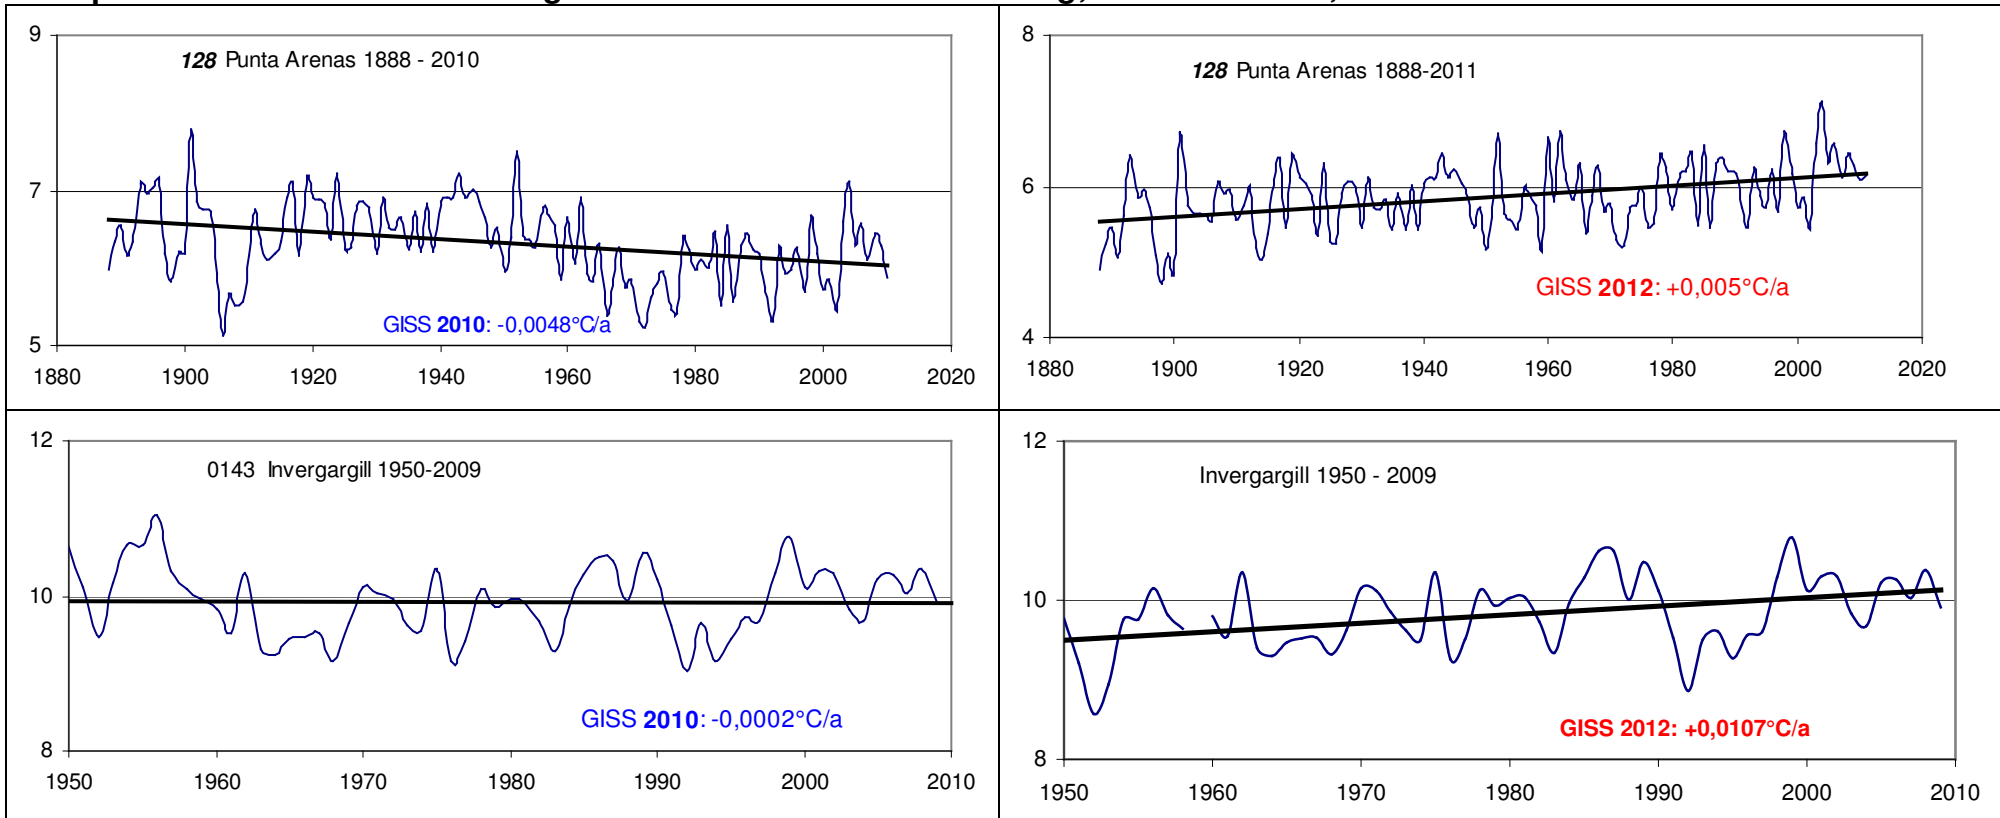 128 Punta Arenas 1888 - 2010
9
7
5
GISS 2010: -0,0048°C/a
1880 1900 1920 1940 1960 1980 2000 2020
128 Punta Arenas 1888-2011
8
6
4
GISS 2012: +0,005°C/a
1880 1900 1920 1940 1960 1980 2000 2020
0143 Invergargill 1950-2009
12
10
8
GISS 2010: -0,0002°C/a
1950 1960 1970 1980 1990 2000 2010
Invergargill 1950 - 2009
12
10
8
GISS 2012: +0,0107°C/a
1950 1960 1970 1980 1990 2000 2010